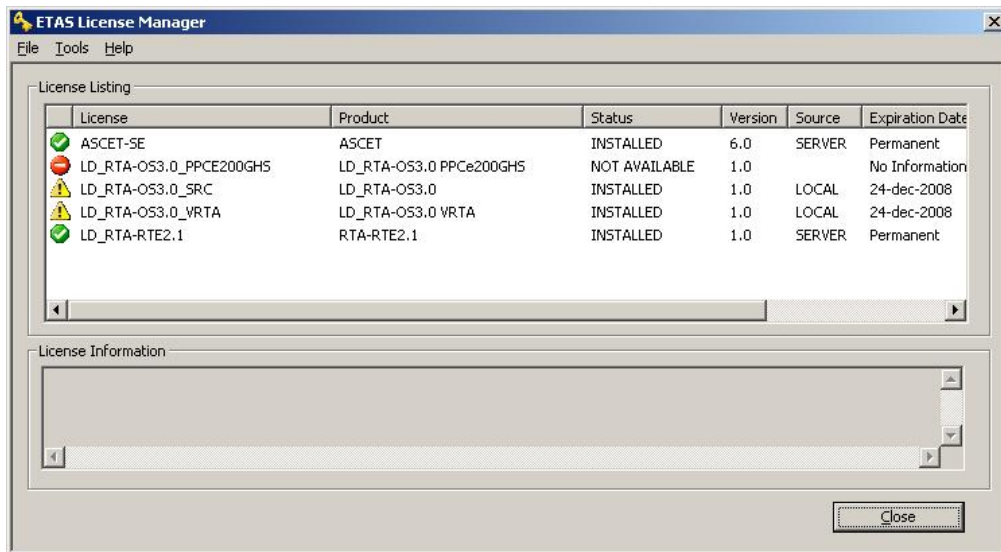 ETAS License Manager
File Tools Help
License Listing
License Product Status Version Source Expiration Date
ASCET-SE ASCET INSTALLED 6.0 SERVER Permanent
LD_RTA-OS3.0_PPCE200GHS LD_RTA-OS3.0 PPCe200GHS NOT AVAILABLE 1.0 No Information
LD_RTA-OS3.0_SRC LD_RTA-OS3.0 INSTALLED 1.0 LOCAL 24-dec-2008
LD_RTA-OS3.0_VRTA LD_RTA-OS3.0 VRTA INSTALLED 1.0 LOCAL 24-dec-2008
LD_RTA-RTE2.1 RTA-RTE2.1 INSTALLED 1.0 SERVER Permanent
License Information
Close